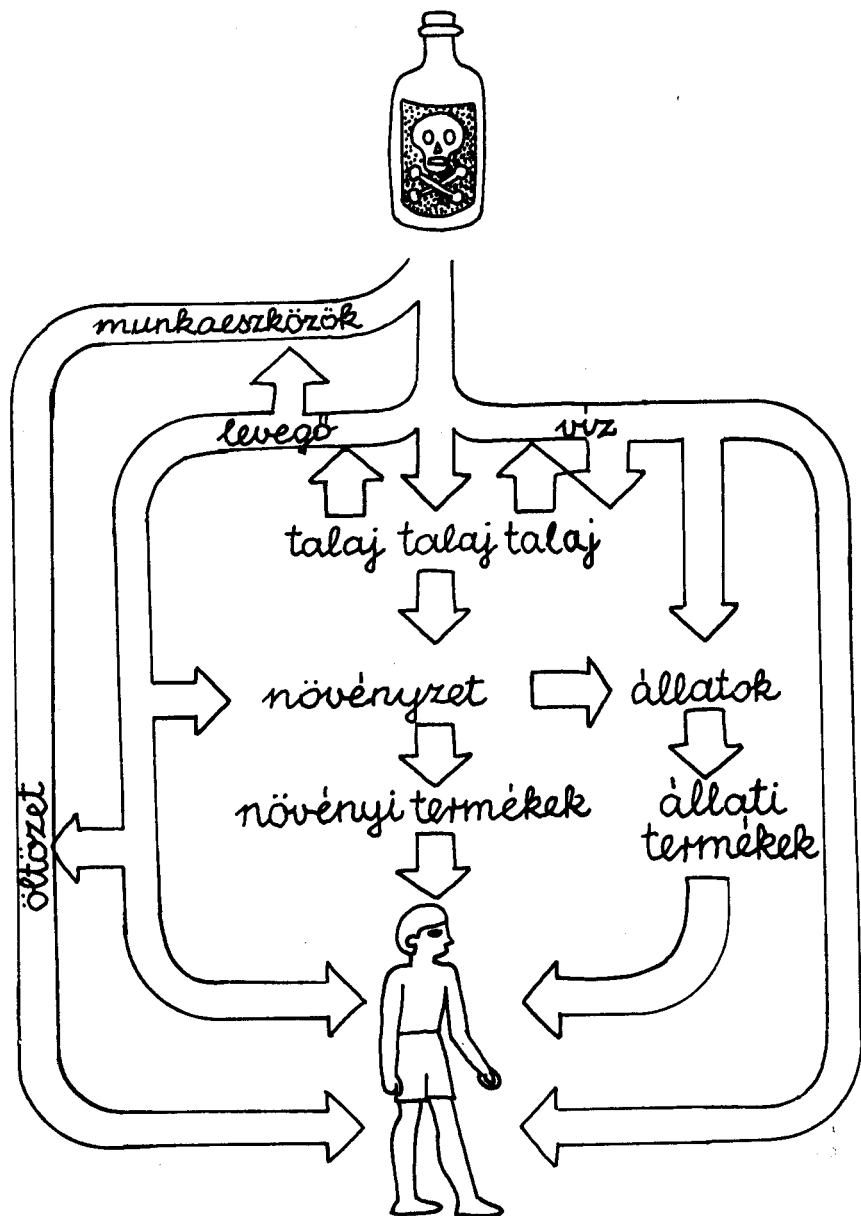 munkaeszközök
levegő víz
talaj talaj talaj
növényzet állatok
növényi termékek állati
termékek
öltözet